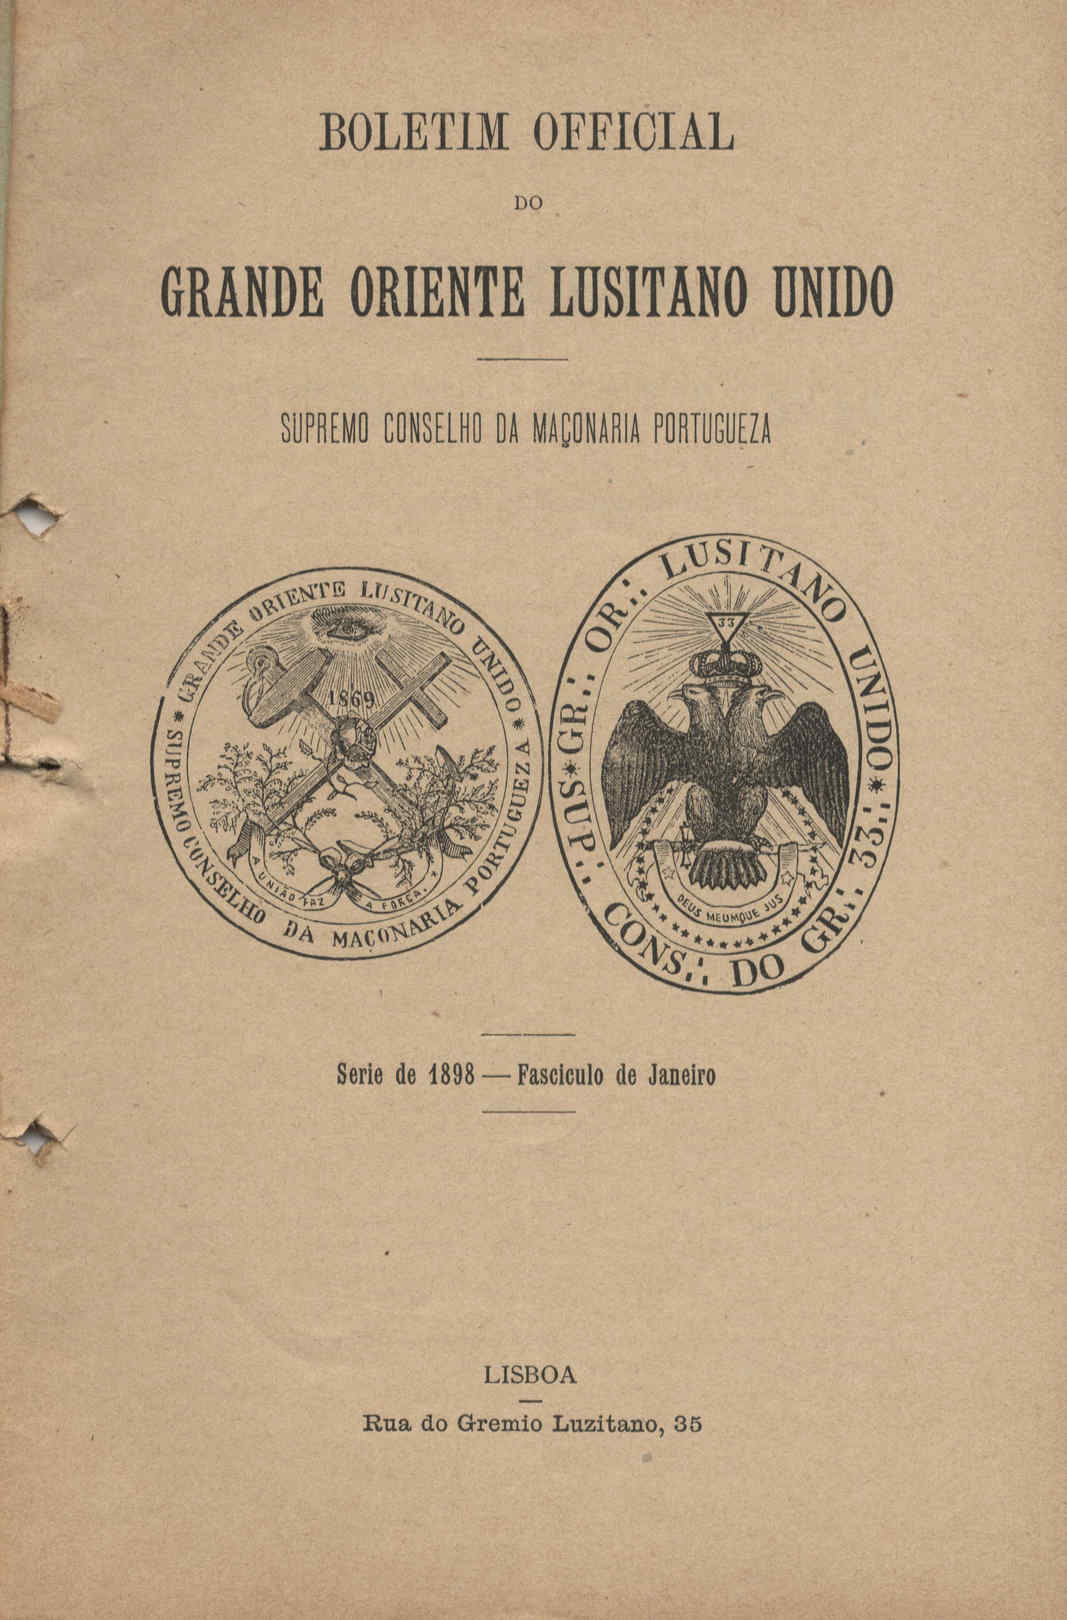 BOLETIM OFFICIAL
DO
GRANDE ORIENTE LUSITANO UNIDO
SUPREMO CONSELHO DA MAÇONARIA PORTUGUEZA
GRANDE ORIENTE LUSITANO UNIDO
1869
A UNIÃO FAZ A FORÇA.
* SUPREMO CONSELHO DA MAÇONARIA PORTUGUEZA *
GR∴ OR∴ LUSITANO UNIDO
33
DEUS MEUMQUE JUS
* SUP∴ CONS∴ DO GR∴ 33∴ *
Serie de 1898 — Fasciculo de Janeiro
LISBOA
Rua do Gremio Luzitano, 35